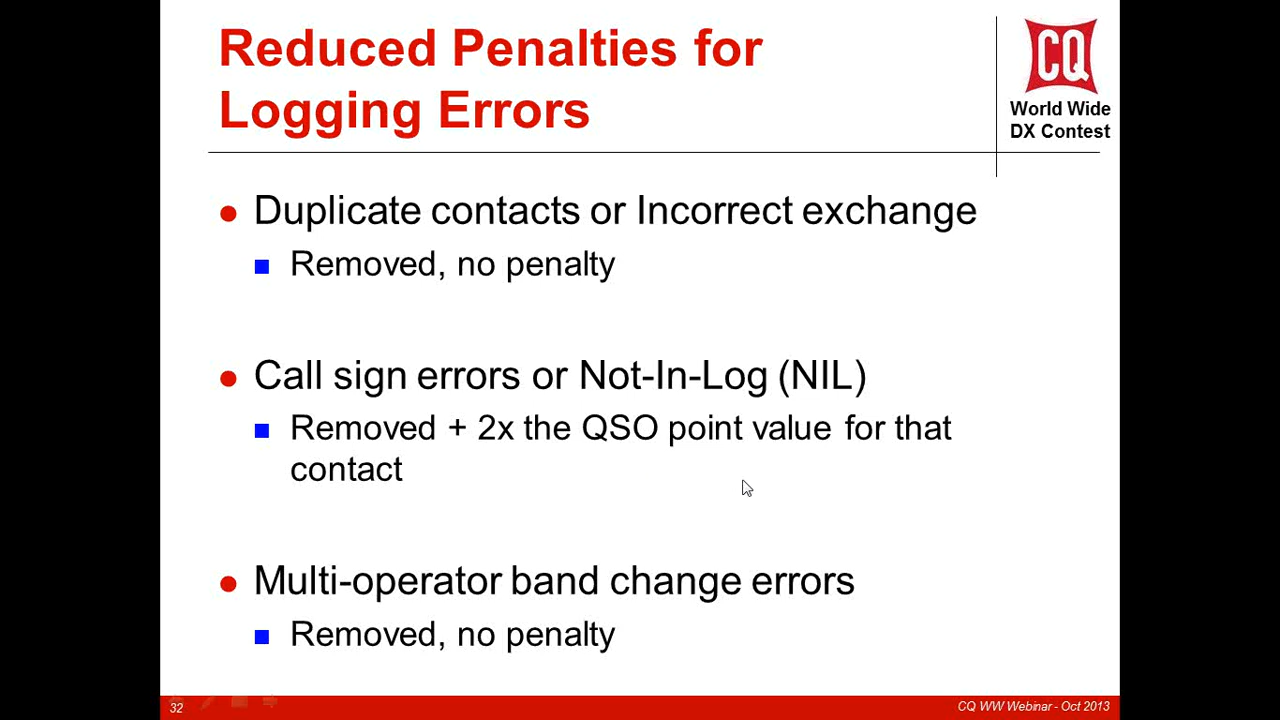 Reduced Penalties for
Logging Errors
CQ
World Wide
DX Contest
Duplicate contacts or Incorrect exchange
Removed, no penalty
Call sign errors or Not-In-Log (NIL)
Removed + 2x the QSO point value for that
contact
Multi-operator band change errors
Removed, no penalty
32
CQ WW Webinar - Oct 2013